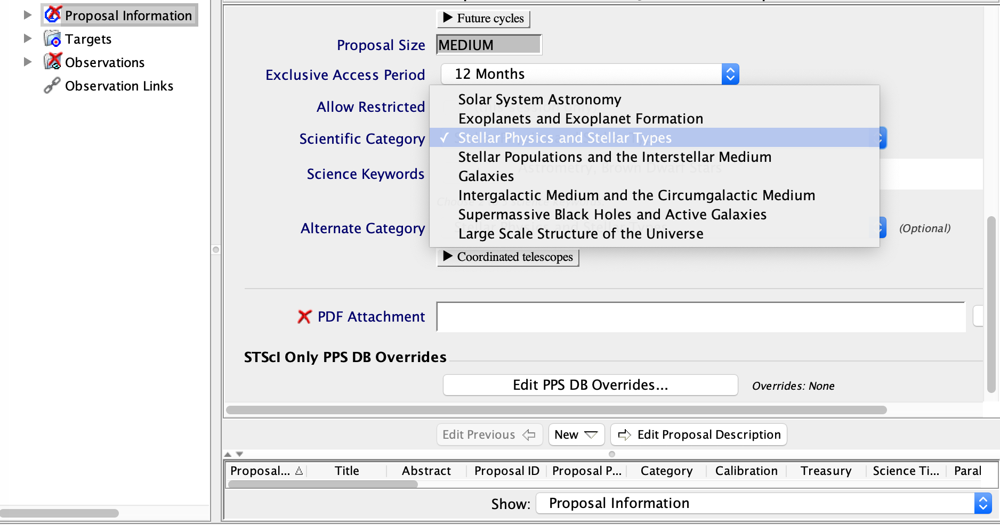 Proposal Information
Targets
Observations
Observation Links
Future cycles
Proposal Size MEDIUM
Exclusive Access Period 12 Months
Allow Restricted
Scientific Category
Science Keywords
Alternate Category
Solar System Astronomy
Exoplanets and Exoplanet Formation
✓ Stellar Physics and Stellar Types
Stellar Populations and the Interstellar Medium
Galaxies
Intergalactic Medium and the Circumgalactic Medium
Supermassive Black Holes and Active Galaxies
Large Scale Structure of the Universe
Astrometry, Brown Dwarf Stars
(Optional)
Coordinated telescopes
PDF Attachment
STScI Only PPS DB Overrides
Edit PPS DB Overrides... Overrides: None
Edit Previous New Edit Proposal Description
Proposal... Title Abstract Proposal ID Proposal P... Category Calibration Treasury Science Ti... Paral
Show: Proposal Information